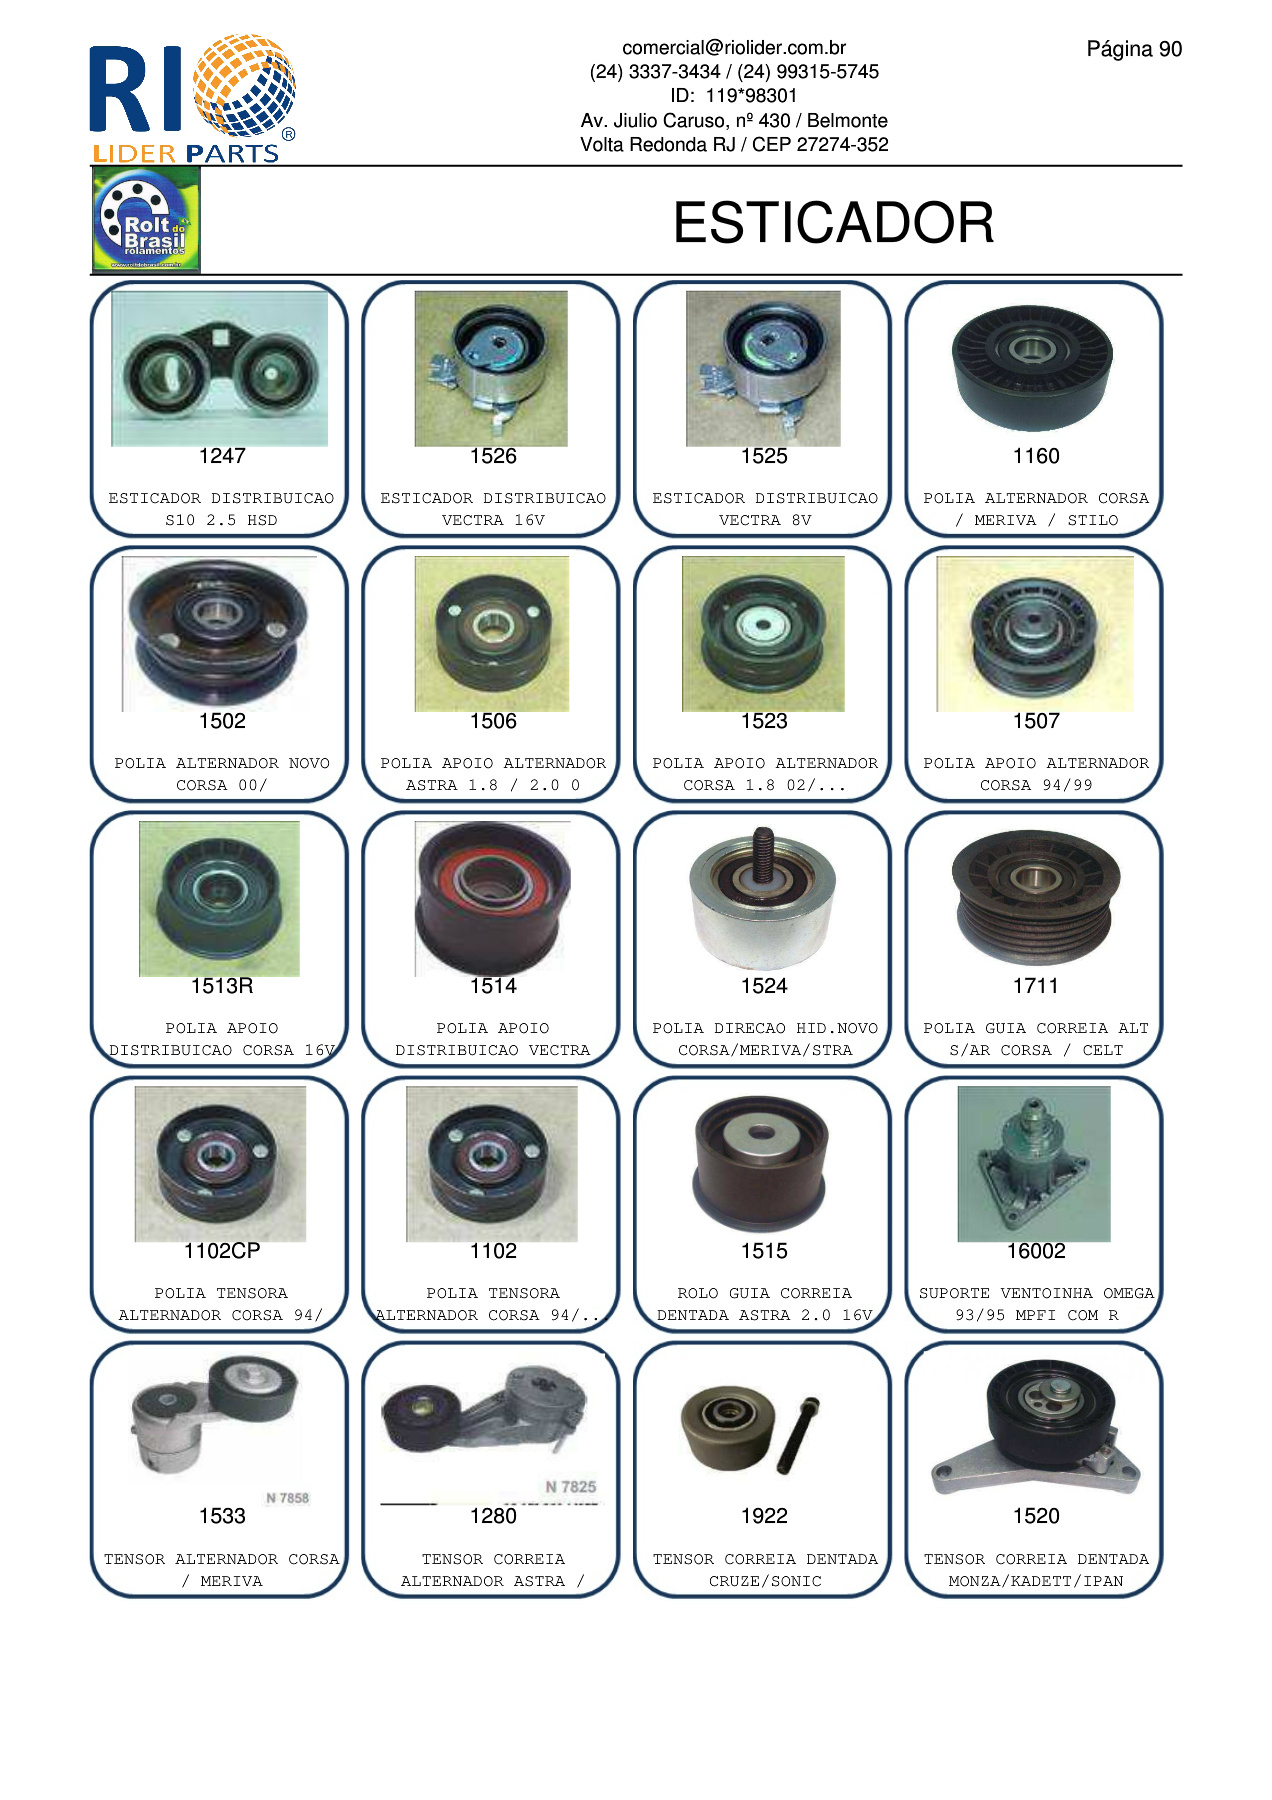 RIO
®
LIDER PARTS
comercial@riolider.com.br
(24) 3337-3434 / (24) 99315-5745
ID: 119*98301
Av. Jiulio Caruso, nº 430 / Belmonte
Volta Redonda RJ / CEP 27274-352
Página 90
Rolt do
Brasil
rolamentos
www.roltdobrasil.com.br
ESTICADOR
1247
ESTICADOR DISTRIBUICAO
S10 2.5 HSD
1526
ESTICADOR DISTRIBUICAO
VECTRA 16V
1525
ESTICADOR DISTRIBUICAO
VECTRA 8V
1160
POLIA ALTERNADOR CORSA
/ MERIVA / STILO
1502
POLIA ALTERNADOR NOVO
CORSA 00/
1506
POLIA APOIO ALTERNADOR
ASTRA 1.8 / 2.0 0
1523
POLIA APOIO ALTERNADOR
CORSA 1.8 02/...
1507
POLIA APOIO ALTERNADOR
CORSA 94/99
1513R
POLIA APOIO
DISTRIBUICAO CORSA 16V
1514
POLIA APOIO
DISTRIBUICAO VECTRA
1524
POLIA DIRECAO HID.NOVO
CORSA/MERIVA/STRA
1711
POLIA GUIA CORREIA ALT
S/AR CORSA / CELT
1102CP
POLIA TENSORA
ALTERNADOR CORSA 94/
1102
POLIA TENSORA
ALTERNADOR CORSA 94/...
1515
ROLO GUIA CORREIA
DENTADA ASTRA 2.0 16V
16002
SUPORTE VENTOINHA OMEGA
93/95 MPFI COM R
N 7858
1533
TENSOR ALTERNADOR CORSA
/ MERIVA
N 7825
1280
TENSOR CORREIA
ALTERNADOR ASTRA /
1922
TENSOR CORREIA DENTADA
CRUZE/SONIC
1520
TENSOR CORREIA DENTADA
MONZA/KADETT/IPAN